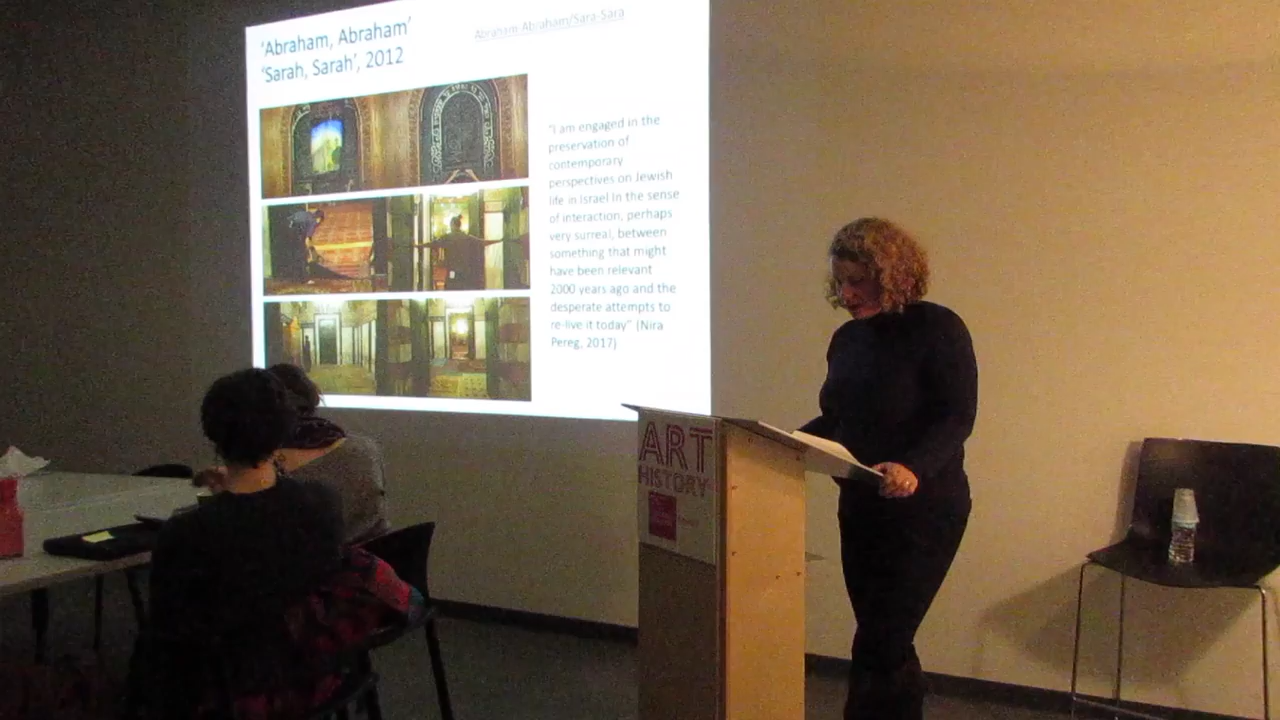 'Abraham, Abraham'
'Sarah, Sarah', 2012
Abraham Abraham/Sara-Sara
"I am engaged in the
preservation of
contemporary
perspectives on Jewish
life in Israel in the sense
of interaction, perhaps
very surreal, between
something that might
have been relevant
2000 years ago and the
desperate attempts to
re-live it today" (Nira
Pereg, 2017)
ART
HISTORY